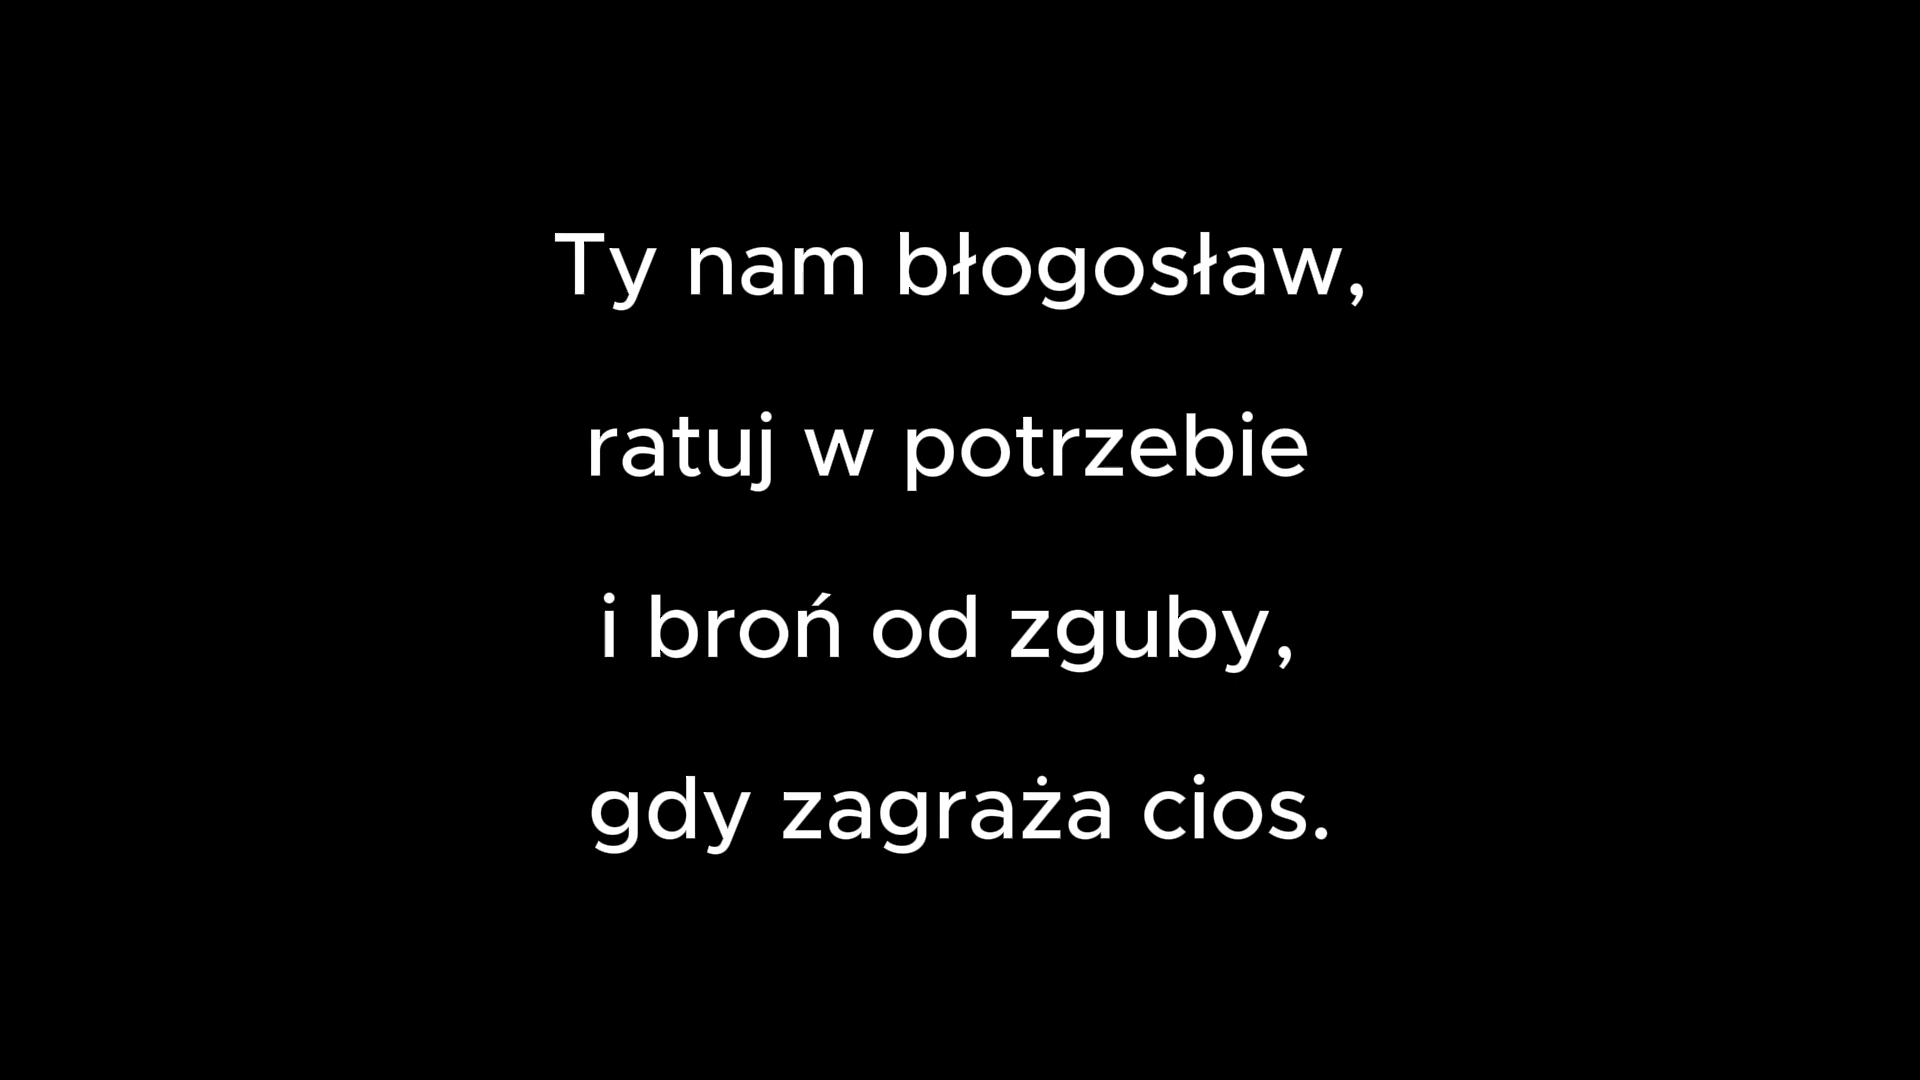 Ty nam błogosław,
ratuj w potrzebie
i broń od zguby,
gdy zagraża cios.